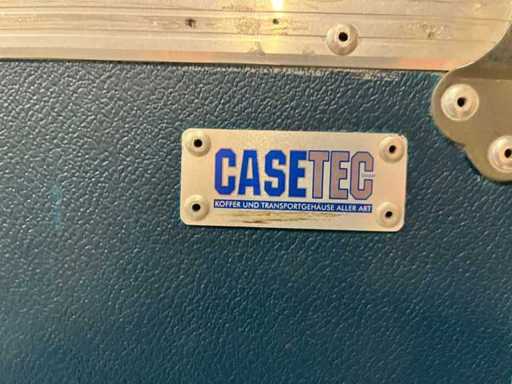 CASETEC
KOFFER UND TRANSPORTGEHÄUSE ALLER ART